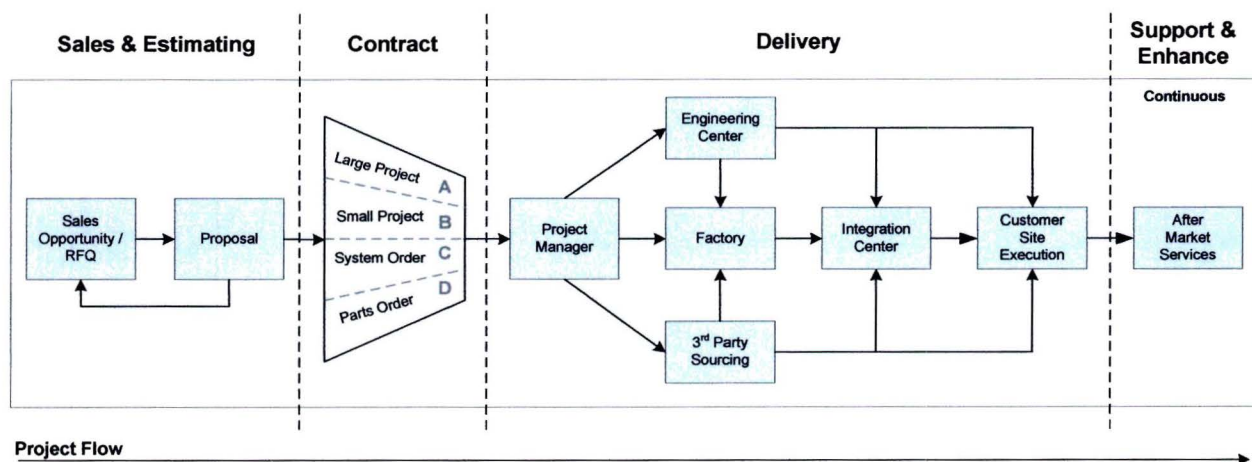 Sales & Estimating
Contract
Delivery
Support &
Enhance
Continuous
Sales
Opportunity /
RFQ
Proposal
Large Project
A
Small Project
B
System Order
C
Parts Order
D
Project
Manager
Engineering
Center
Factory
3rd Party
Sourcing
Integration
Center
Customer
Site
Execution
After
Market
Services
Project Flow